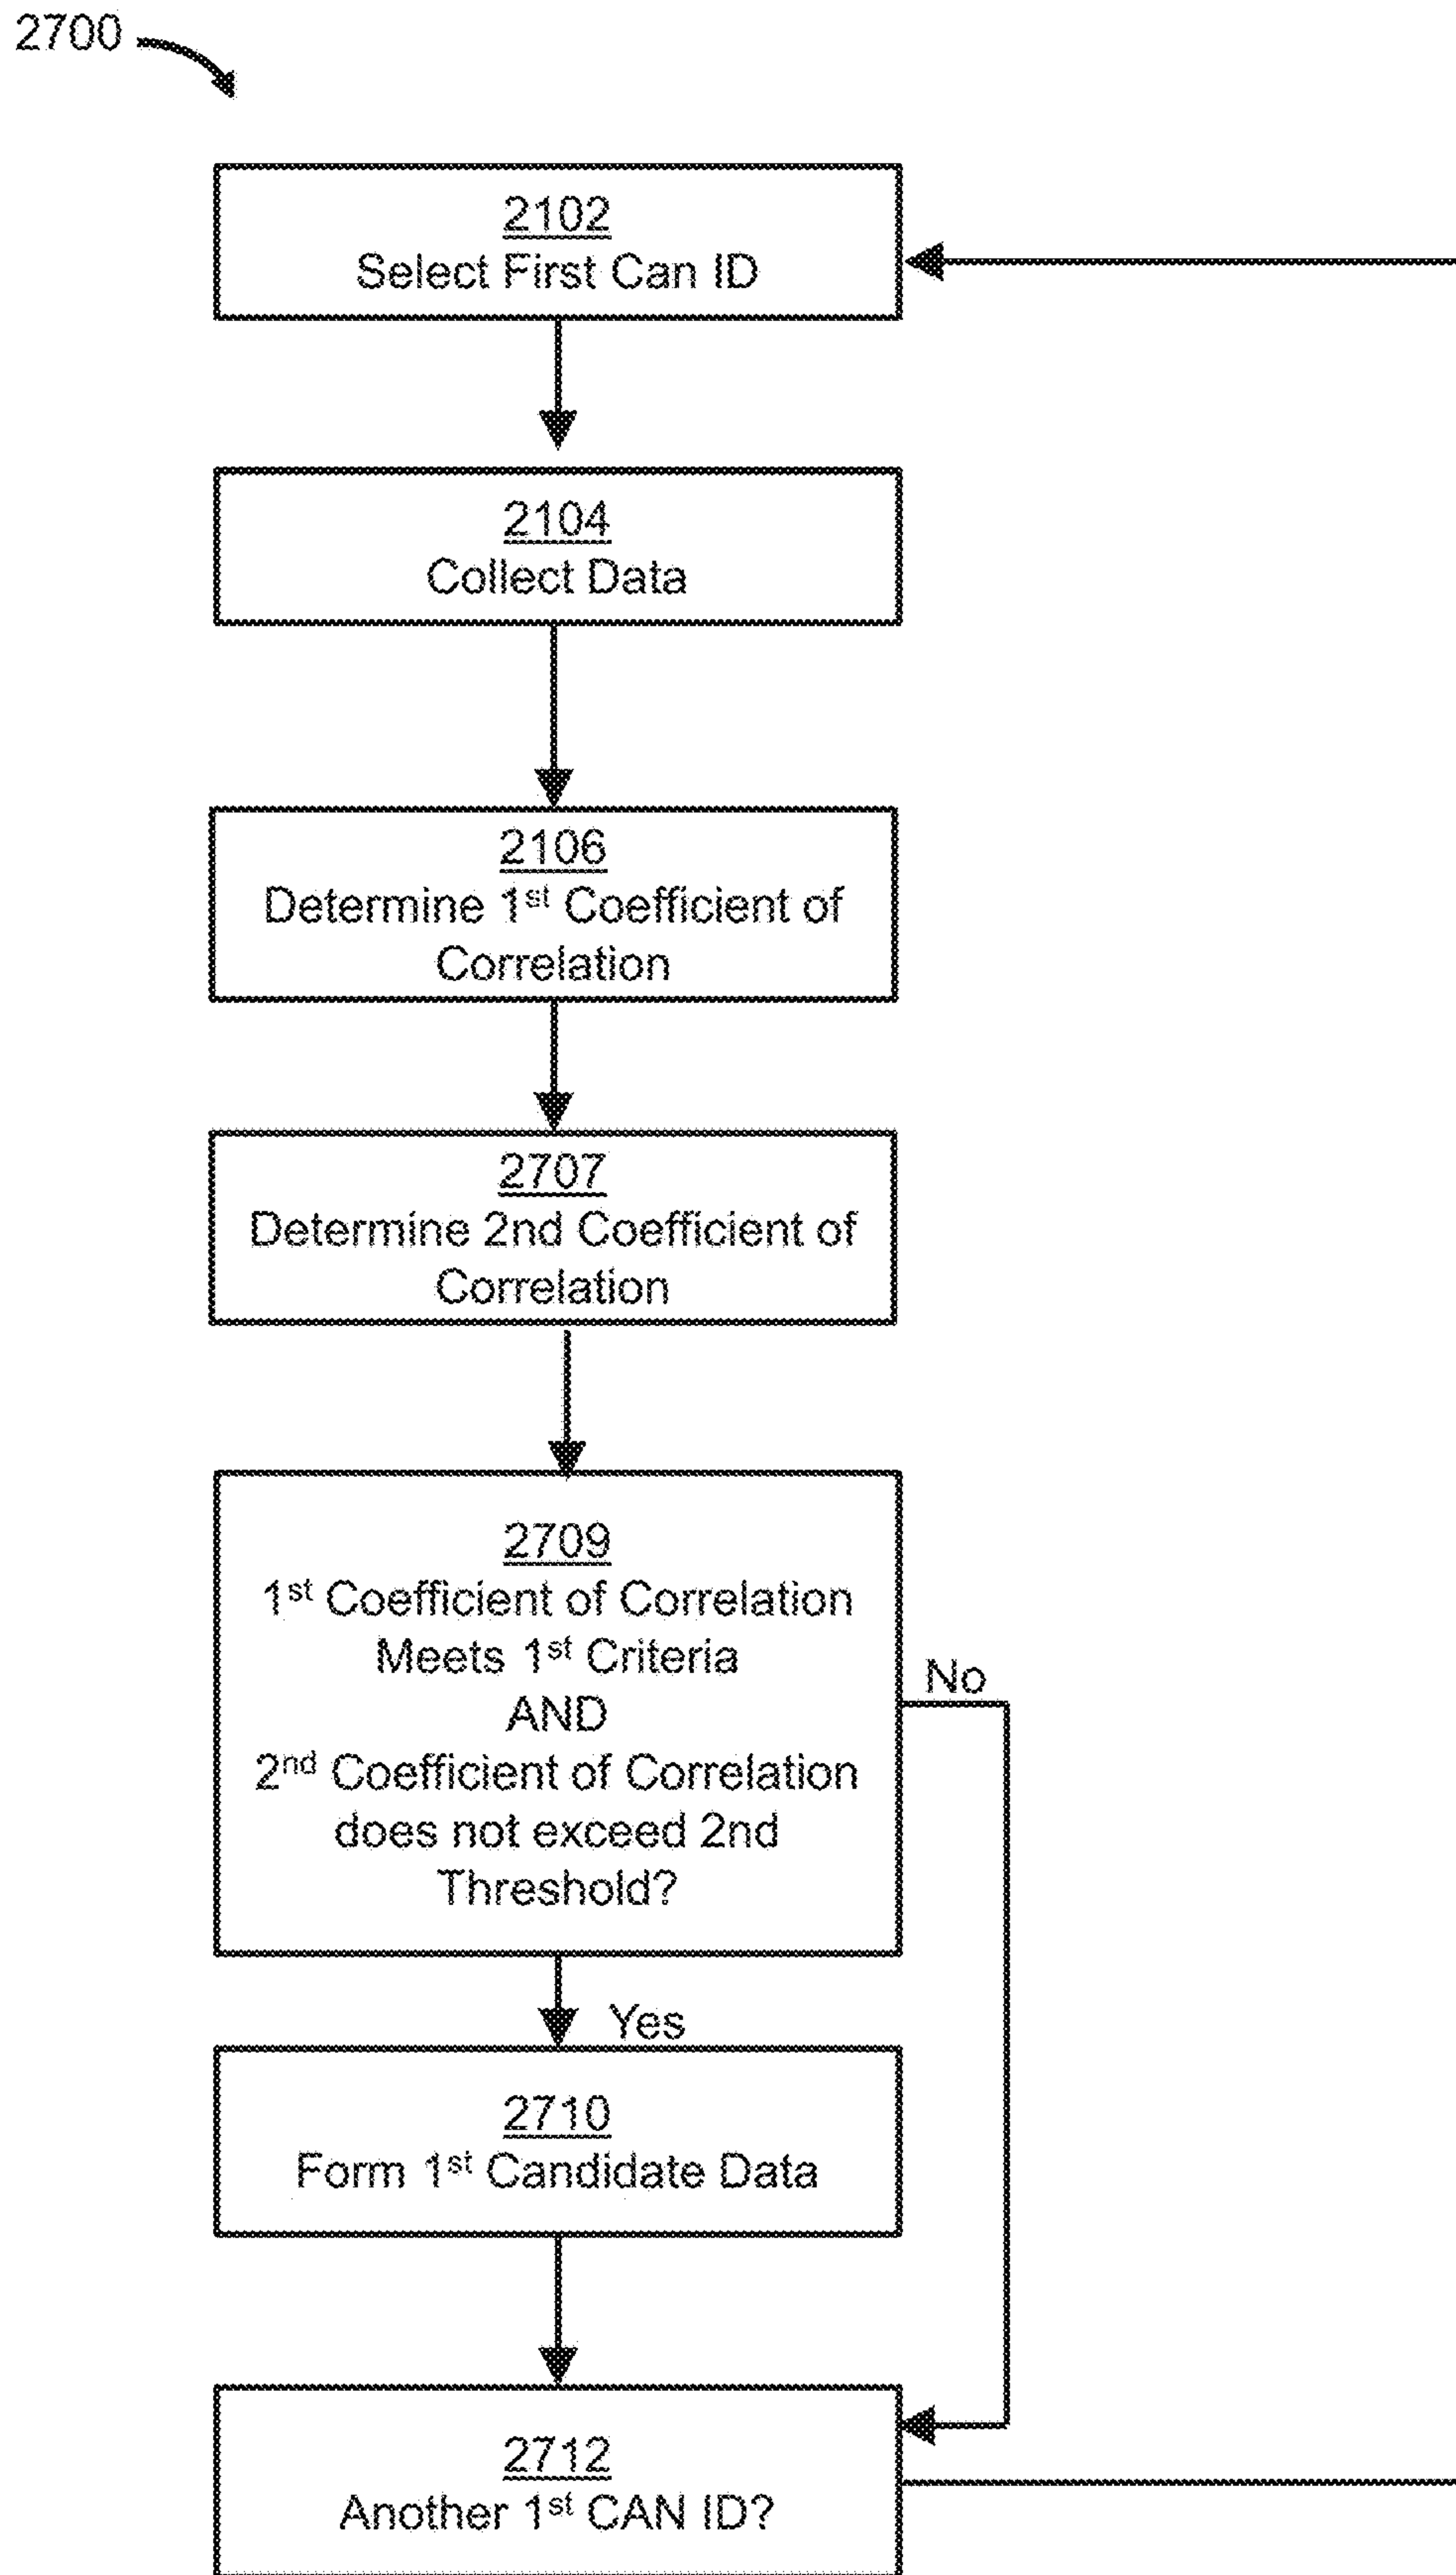 2700
2102
Select First Can ID
2104
Collect Data
2106
Determine 1st Coefficient of
Correlation
2707
Determine 2nd Coefficient of
Correlation
2709
1st Coefficient of Correlation
Meets 1st Criteria
AND
2nd Coefficient of Correlation
does not exceed 2nd
Threshold?
No
Yes
2710
Form 1st Candidate Data
2712
Another 1st CAN ID?